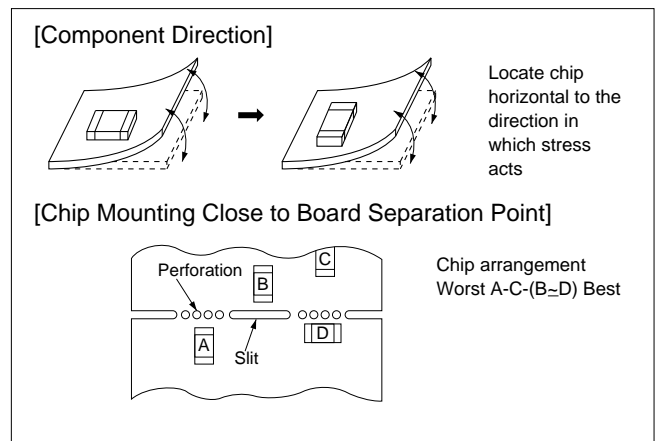 [Component Direction]
Locate chip
horizontal to the
direction in
which stress
acts
[Chip Mounting Close to Board Separation Point]
Perforation
C
B
A
D
Slit
Chip arrangement
Worst A-C-(B≃D) Best